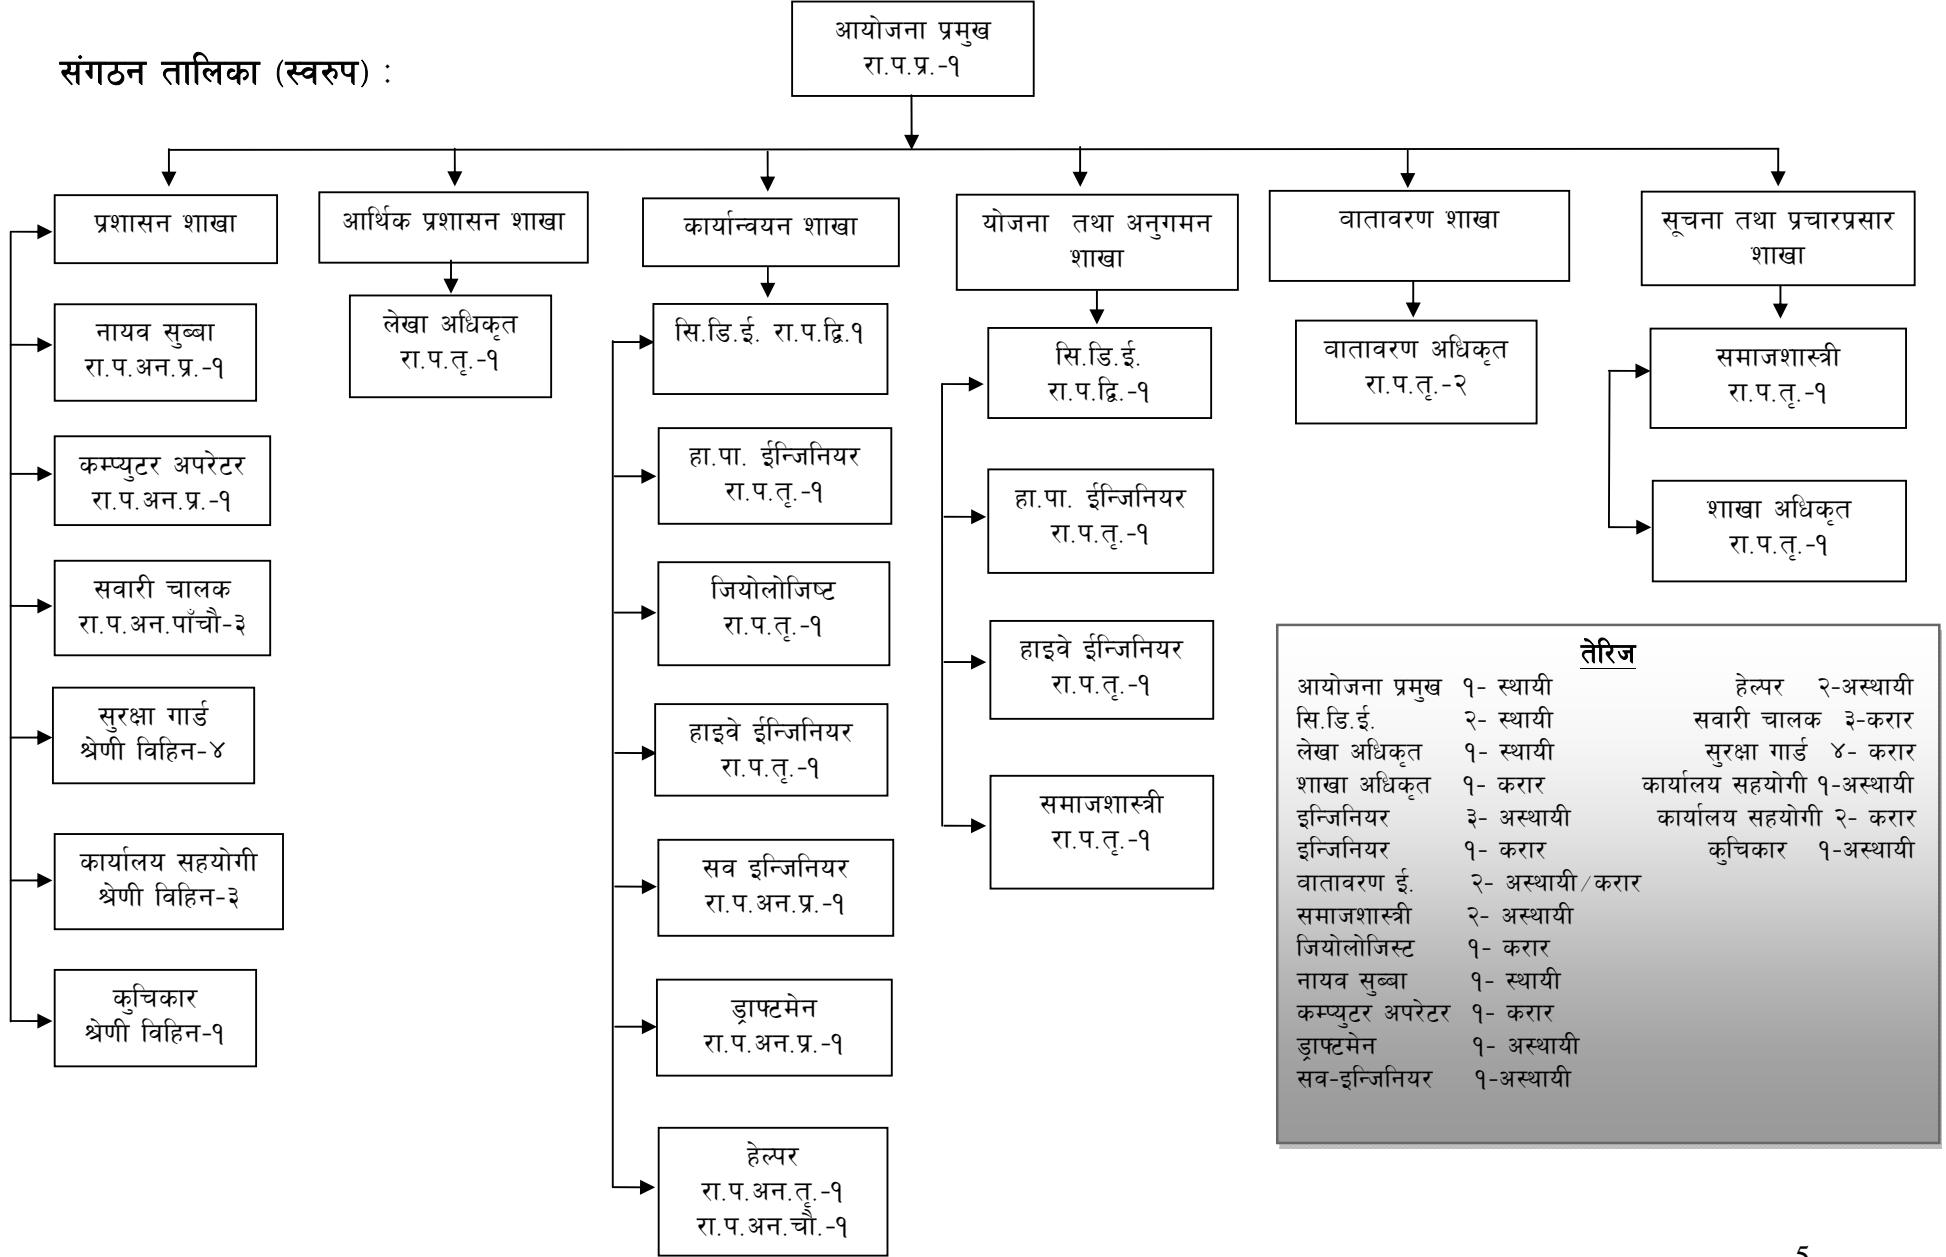 आयोजना प्रमुख
रा.प.प्र.-१
संगठन तालिका (स्वरुप) :
प्रशासन शाखा
नायव सुब्बा
रा.प.अन.प्र.-१
कम्प्युटर अपरेटर
रा.प.अन.प्र.-१
सवारी चालक
रा.प.अन.पाँचौ-३
सुरक्षा गार्ड
श्रेणी विहिन-४
कार्यालय सहयोगी
श्रेणी विहिन-३
कुचिकार
श्रेणी विहिन-१
आर्थिक प्रशासन शाखा
लेखा अधिकृत
रा.प.तृ.-१
कार्यान्वयन शाखा
सि.डि.ई. रा.प.द्वि.१
हा.पा. ईन्जिनियर
रा.प.तृ.-१
जियोलोजिष्ट
रा.प.तृ.-१
हाइवे ईन्जिनियर
रा.प.तृ.-१
सव इन्जिनियर
रा.प.अन.प्र.-१
ड्राफ्टमेन
रा.प.अन.प्र.-१
हेल्पर
रा.प.अन.तृ.-१
रा.प.अन.चौ.-१
योजना तथा अनुगमन
शाखा
सि.डि.ई.
रा.प.द्वि.-१
हा.पा. ईन्जिनियर
रा.प.तृ.-१
हाइवे ईन्जिनियर
रा.प.तृ.-१
समाजशास्त्री
रा.प.तृ.-१
वातावरण शाखा
वातावरण अधिकृत
रा.प.तृ.-२
सूचना तथा प्रचारप्रसार
शाखा
समाजशास्त्री
रा.प.तृ.-१
शाखा अधिकृत
रा.प.तृ.-१
तेरिज
आयोजना प्रमुख १- स्थायी हेल्पर २-अस्थायी
सि.डि.ई. २- स्थायी सवारी चालक ३-करार
लेखा अधिकृत १- स्थायी सुरक्षा गार्ड ४- करार
शाखा अधिकृत १- करार कार्यालय सहयोगी १-अस्थायी
इन्जिनियर ३- अस्थायी कार्यालय सहयोगी २- करार
इन्जिनियर १- करार कुचिकार १-अस्थायी
वातावरण ई. २- अस्थायी/करार
समाजशास्त्री २- अस्थायी
जियोलोजिस्ट १- करार
नायव सुब्बा १- स्थायी
कम्प्युटर अपरेटर १- करार
ड्राफ्टमेन १- अस्थायी
सव-इन्जिनियर १-अस्थायी